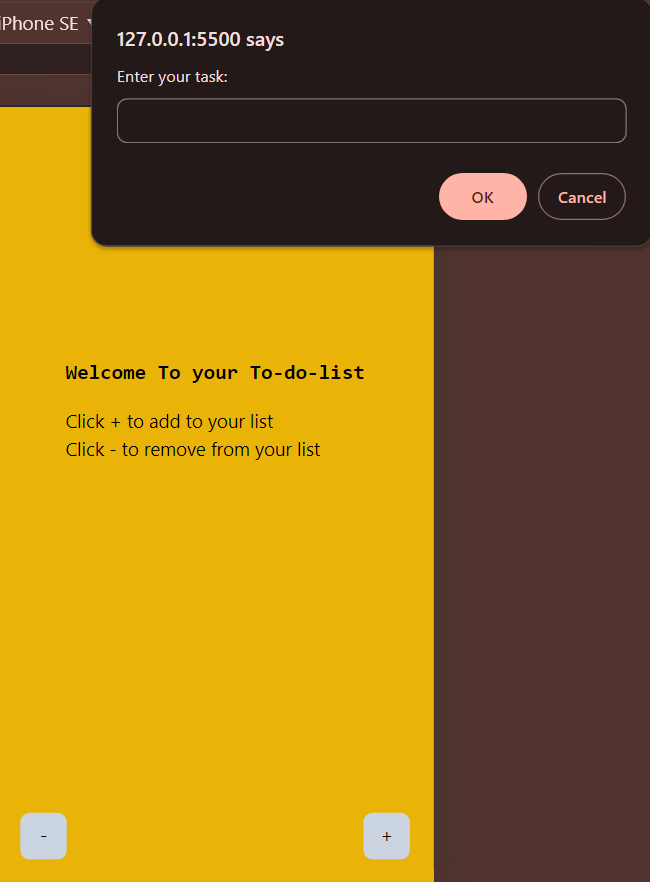 iPhone SE
127.0.0.1:5500 says
Enter your task:
OK
Cancel
Welcome To your To-do-list
Click + to add to your list
Click - to remove from your list
-
+